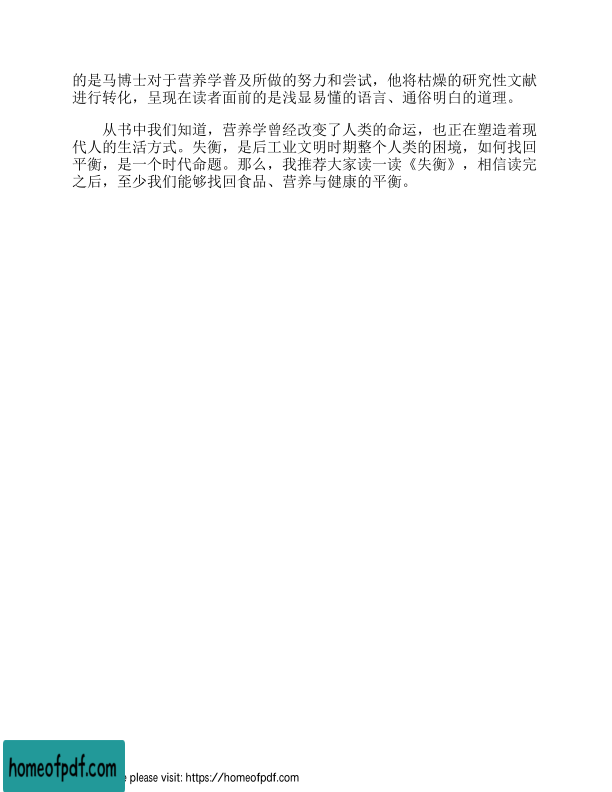 的是马博士对于营养学普及所做的努力和尝试，他将枯燥的研究性文献
进行转化，呈现在读者面前的是浅显易懂的语言、通俗明白的道理。
从书中我们知道，营养学曾经改变了人类的命运，也正在塑造着现
代人的生活方式。失衡，是后工业文明时期整个人类的困境，如何找回
平衡，是一个时代命题。那么，我推荐大家读一读《失衡》，相信读完
之后，至少我们能够找回食品、营养与健康的平衡。
homeofpdf.com
e please visit: https://homeofpdf.com